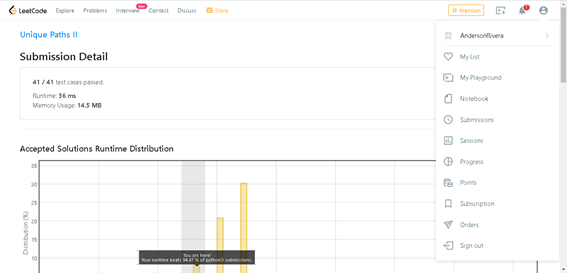 LeetCode Explore Problems Interview New Contest Discuss Store Premium 7
Unique Paths II
AndersonRivera
Submission Detail
My List
41 / 41 test cases passed.
My Playground
Runtime: 36 ms
Notebook
Memory Usage: 14.5 MB
Submissions
Sessions
Accepted Solutions Runtime Distribution
Progress
Points
Subscription
Orders
Sign out
35
30
25
20
15
10
Distribution (%)
You are here!
Your runtime beats 94.67 % of python3 submissions.